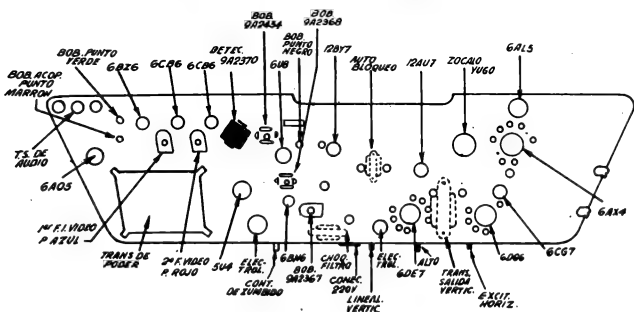 BOB. PUNTO
VERDE
BOB. ACOP.
PUNTO
MARRON
6BZ6
6CB6
6CB6
DETEC.
9A2370
BOB.
9A2434
6U8
BOB.
9A2368
BOB.
PUNTO
NEGRO
12BY7
AUTO
BLOQUEO
12AU7
ZOCALO
YUGO
6AL5
T.S. DE
AUDIO
6AQ5
1ª F.I. VIDEO
P. AZUL
TRANS DE
PODER
2ª F. VIDEO
P. ROJO
5U4
ELEC-
TROL.
CONT.
DE ZUMBIDO
6BN6
BOB.
9A2367
CHOQ.
FILTRO
CONEC.
220V
LINEAL.
VERTIC.
ELEC-
TROL.
6DE7
ALTO
TRANS.
SALIDA
VERTIC.
EXCIT.
HORIZ.
6DQ6
6CG7
6AX4